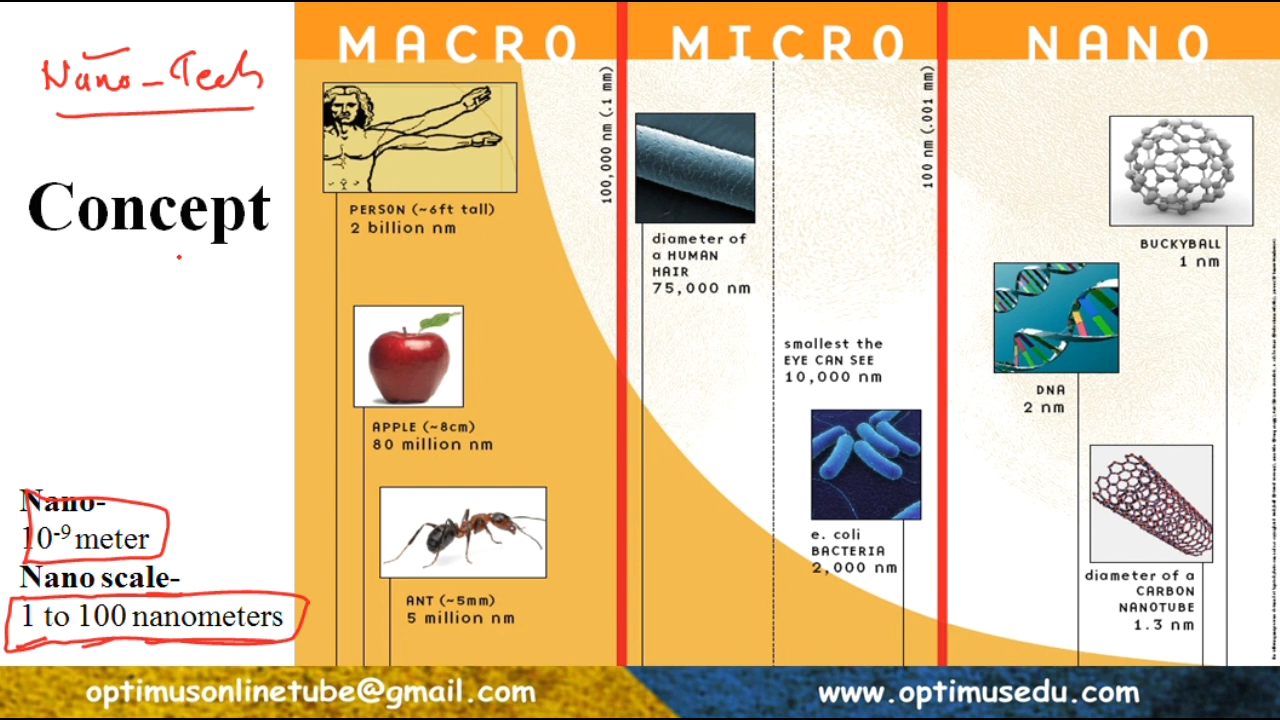 Nano-Tech
Concept
Nano-
10⁻⁹ meter
Nano scale-
1 to 100 nanometers
MACRO
PERSON (~6ft tall)
2 billion nm
APPLE (~8cm)
80 million nm
ANT (~5mm)
5 million nm
100,000 nm (.1 mm)
MICRO
diameter of
a HUMAN
HAIR
75,000 nm
smallest the
EYE CAN SEE
10,000 nm
e. coli
BACTERIA
2,000 nm
100 nm (.001 mm)
NANO
BUCKYBALL
1 nm
DNA
2 nm
diameter of a
CARBON
NANOTUBE
1.3 nm
optimusonlinetube@gmail.com
www.optimusedu.com